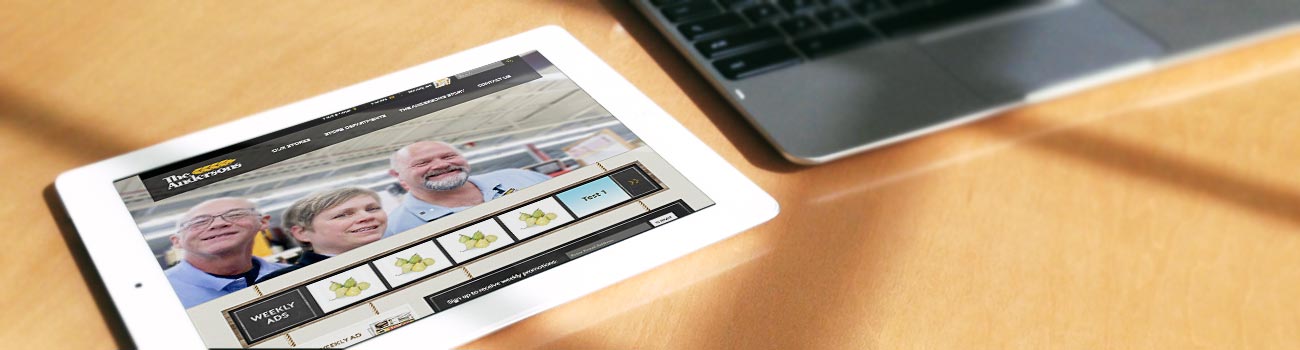 OUR STORES
STORE DEPARTMENTS
THE ANDERSONS STORY
CONTACT US
The
Andersons
WEEKLY
ADS
Test 1
>>
Sign up to receive weekly promotions:
WEEKLY AD